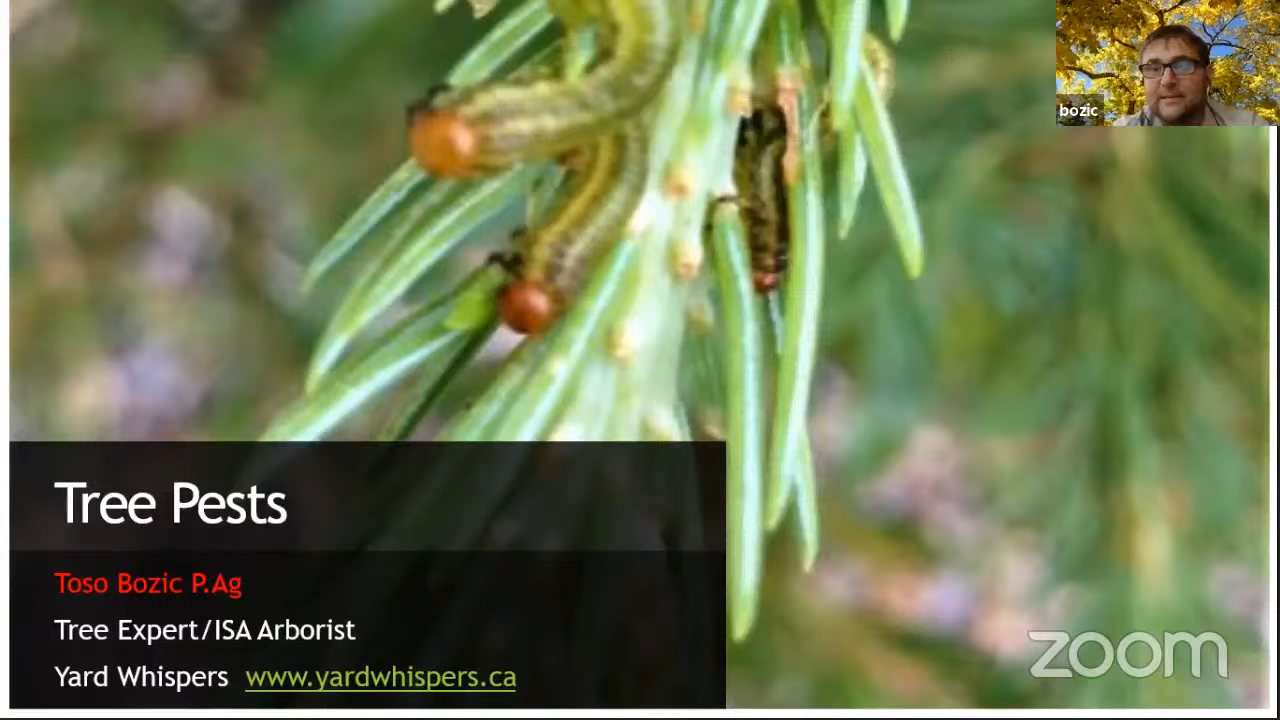 bozic
Tree Pests
Toso Bozic P.Ag
Tree Expert/ISA Arborist
Yard Whispers www.yardwhispers.ca
zoom